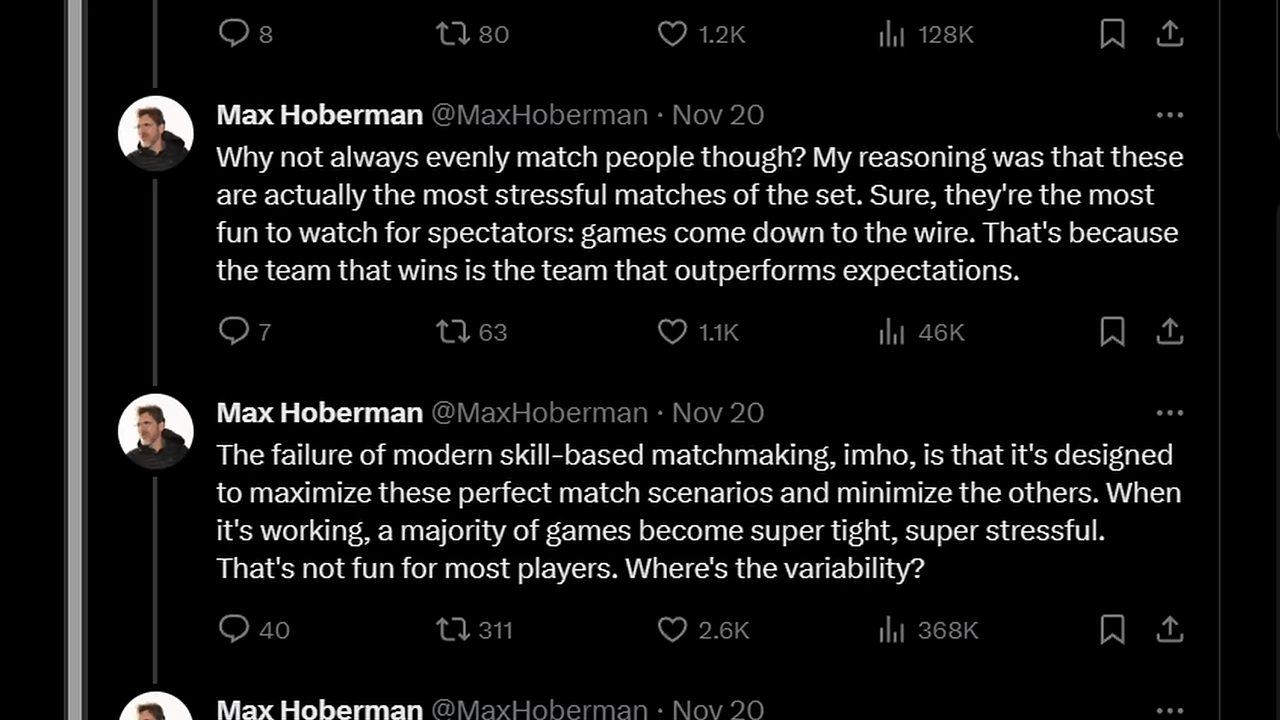 8 80 1.2K 128K
Max Hoberman @MaxHoberman · Nov 20
Why not always evenly match people though? My reasoning was that these
are actually the most stressful matches of the set. Sure, they're the most
fun to watch for spectators: games come down to the wire. That's because
the team that wins is the team that outperforms expectations.
7 63 1.1K 46K
Max Hoberman @MaxHoberman · Nov 20
The failure of modern skill-based matchmaking, imho, is that it's designed
to maximize these perfect match scenarios and minimize the others. When
it's working, a majority of games become super tight, super stressful.
That's not fun for most players. Where's the variability?
40 311 2.6K 368K
Max Hoberman @MaxHoberman · Nov 20